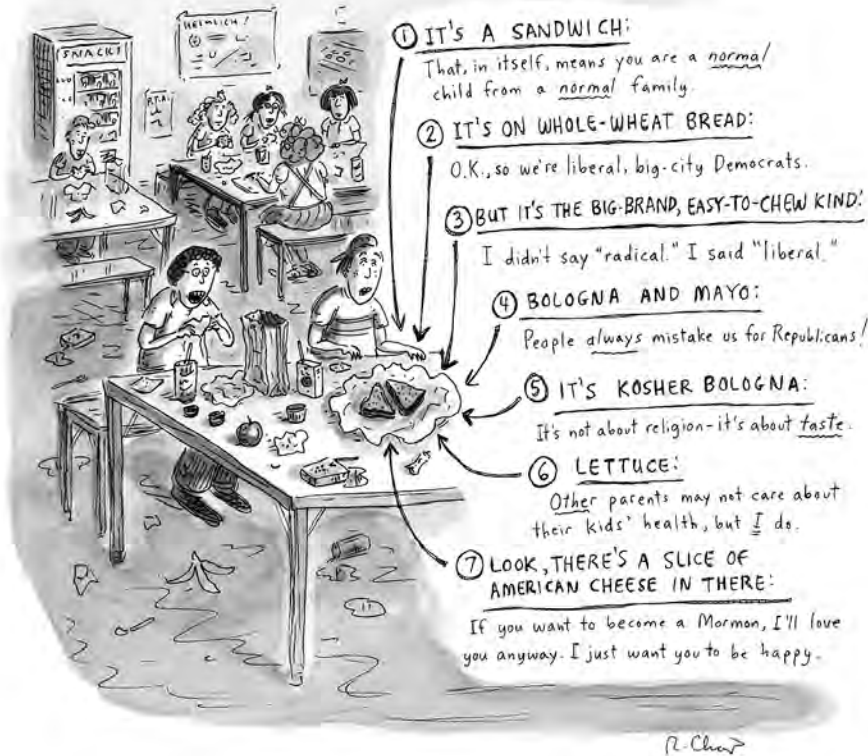 HEIMLICH!
SNACKS
P.T.A.
① IT'S A SANDWICH:
That, in itself, means you are a normal
child from a normal family.
② IT'S ON WHOLE-WHEAT BREAD:
O.K., so we're liberal, big-city Democrats.
③ BUT IT'S THE BIG-BRAND, EASY-TO-CHEW KIND:
I didn't say "radical." I said "liberal."
④ BOLOGNA AND MAYO:
People always mistake us for Republicans!
⑤ IT'S KOSHER BOLOGNA:
It's not about religion-it's about taste.
⑥ LETTUCE:
Other parents may not care about
their kids' health, but I do.
⑦ LOOK, THERE'S A SLICE OF
AMERICAN CHEESE IN THERE:
If you want to become a Mormon, I'll love
you anyway. I just want you to be happy.
R. Chast